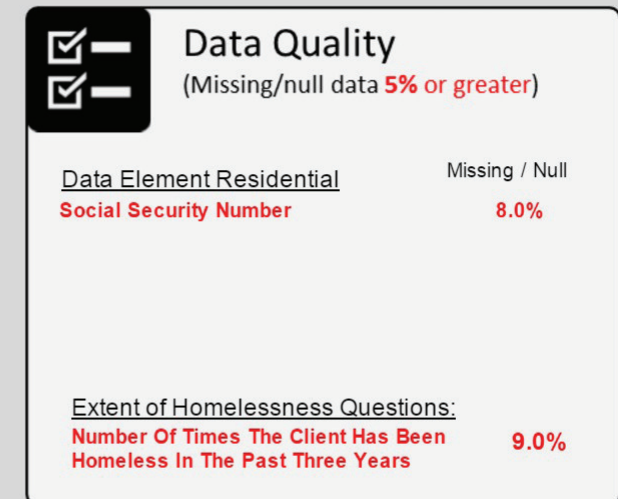 Data Quality
(Missing/null data 5% or greater)
Data Element Residential Missing / Null
Social Security Number 8.0%
Extent of Homelessness Questions:
Number Of Times The Client Has Been
Homeless In The Past Three Years 9.0%